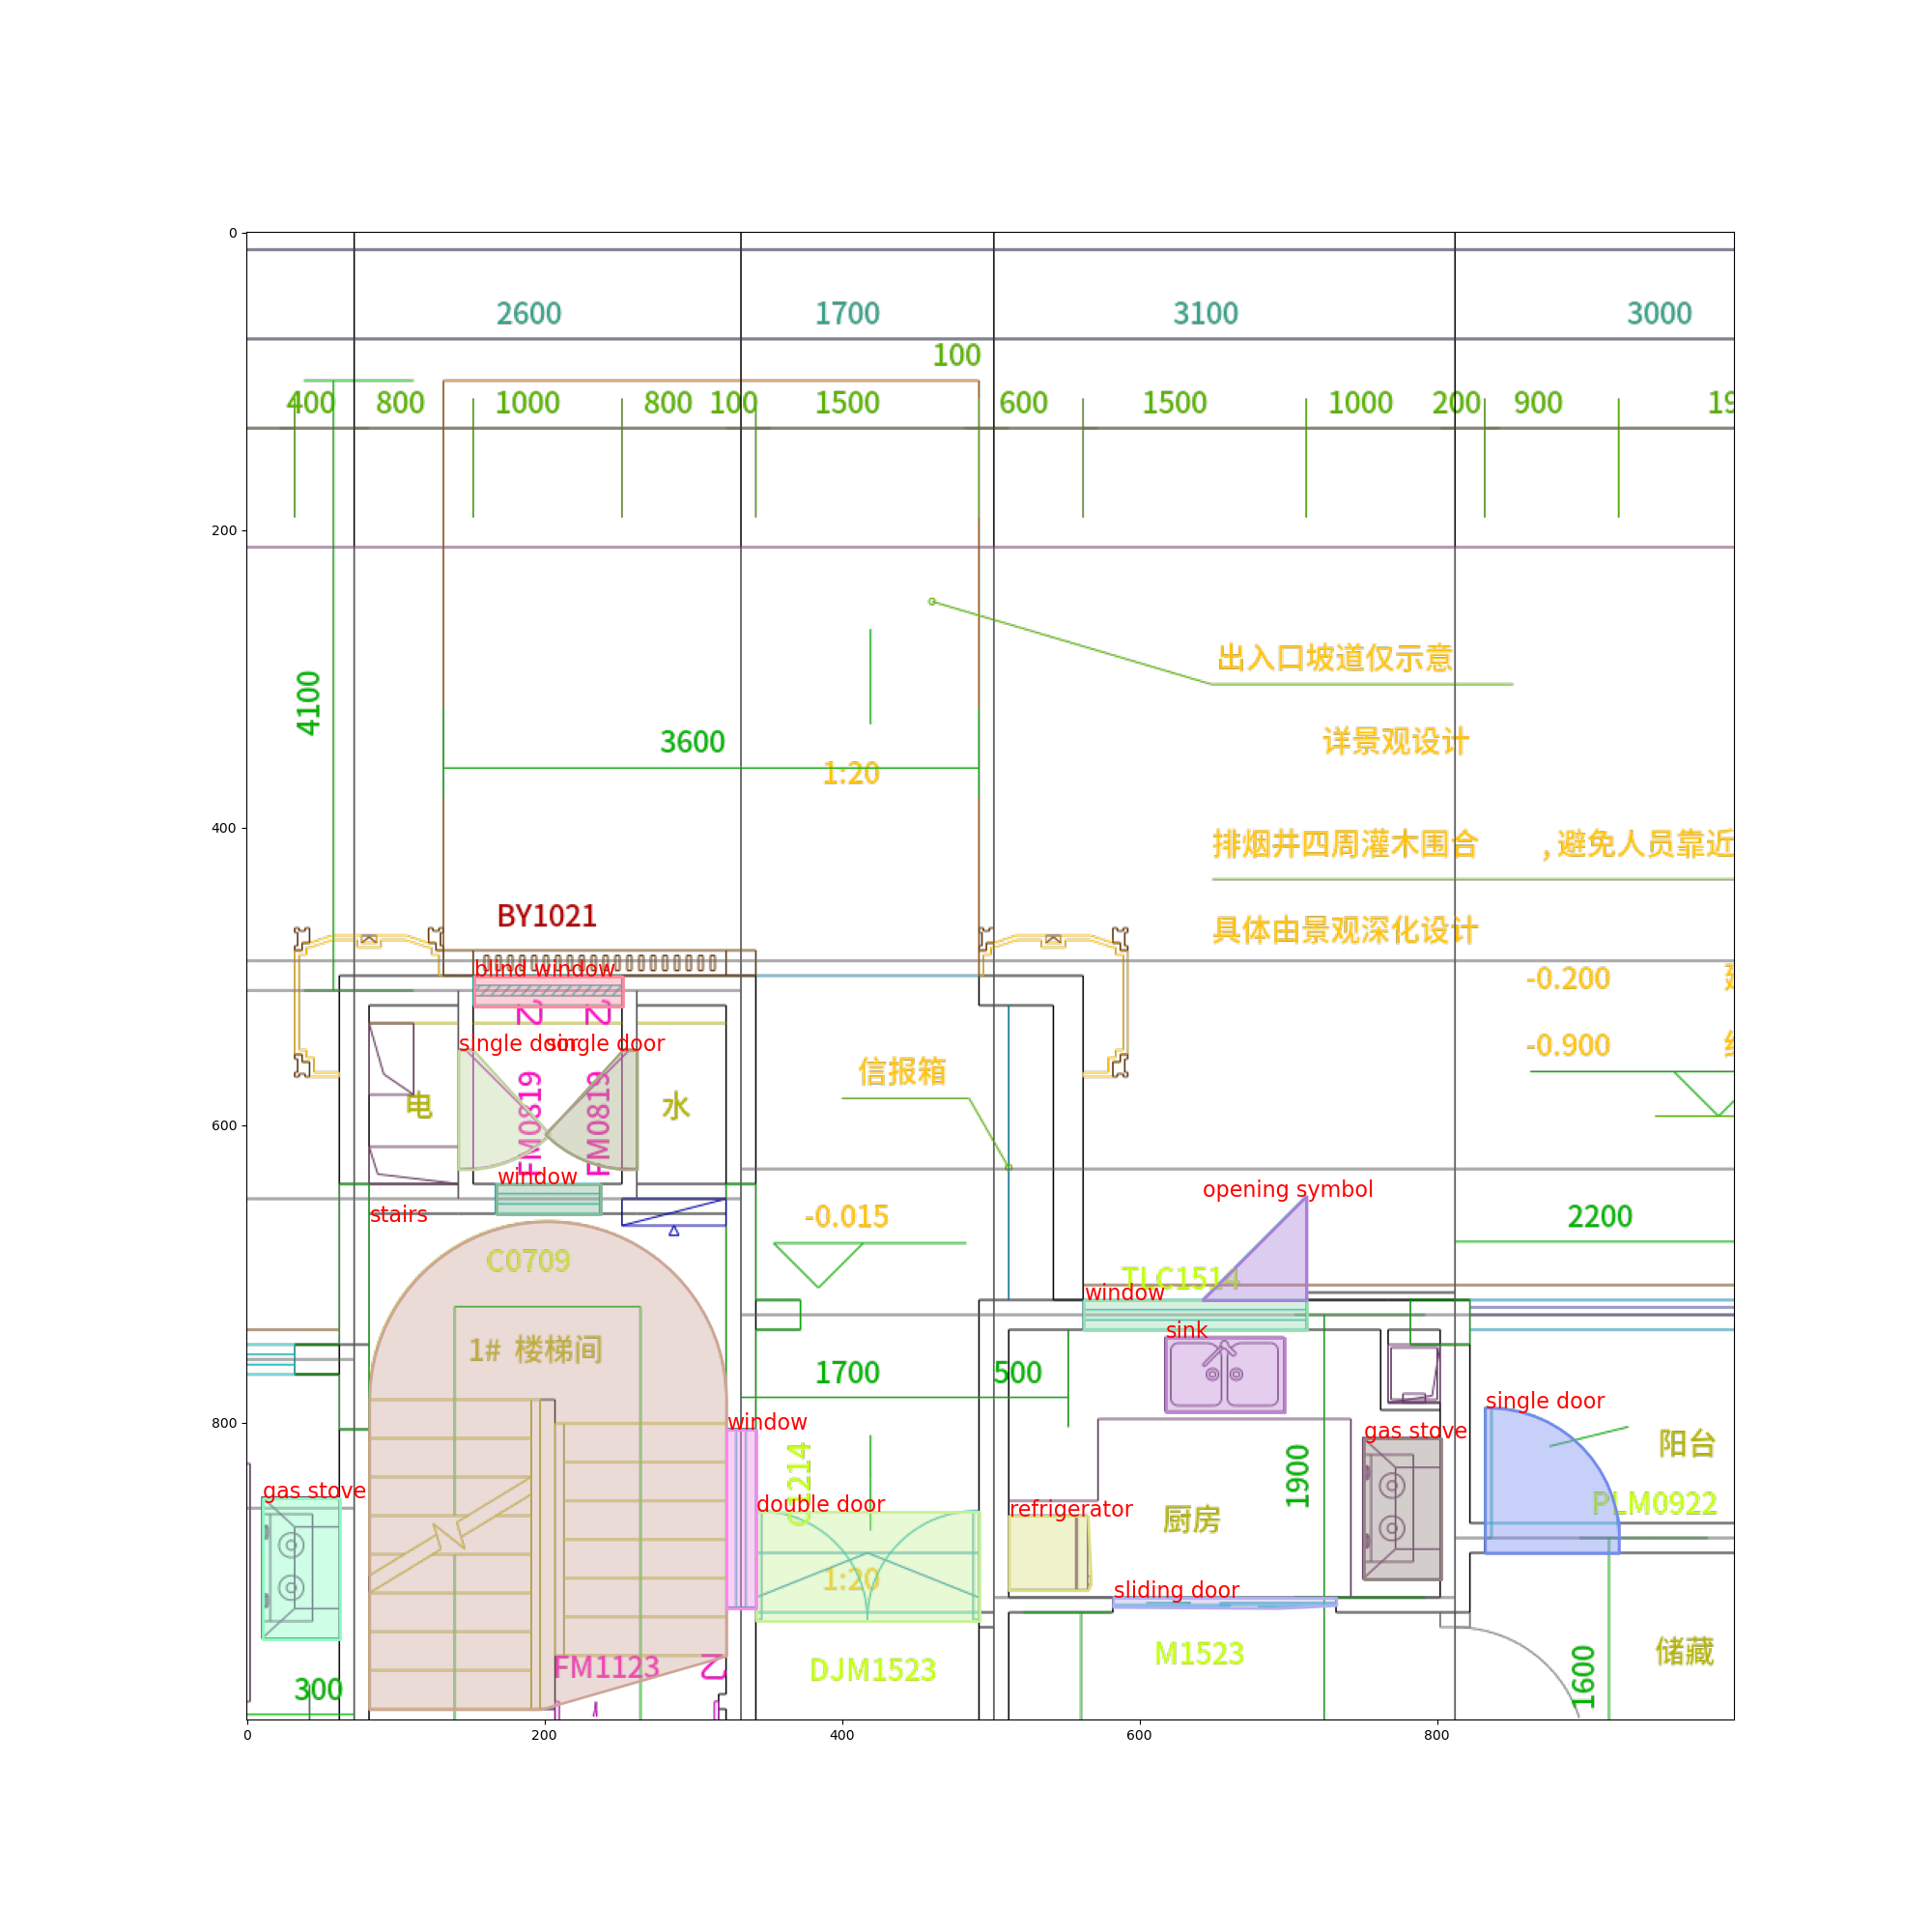 0
2600 1700 3100 3000
100
400 800 1000 800 100 1500 600 1500 1000 200 900
200
出入口坡道仅示意
4100
3600
详景观设计
1:20
400
排烟井四周灌木围合 ,避免人员靠近
BY1021
具体由景观深化设计
blind window
-0.200
single door
single door
-0.900
信报箱
电
FM0819
FM0819
水
600
window
opening symbol
stairs
-0.015
2200
C0709
TLC1514
window
sink
1# 楼梯间
1700
500
single door
800
window
gas stove
阳台
C1214
1900
gas stove
double door
refrigerator
PLM0922
厨房
1:20
sliding door
FM1123
DJM1523
M1523
储藏
1600
300
0 200 400 600 800